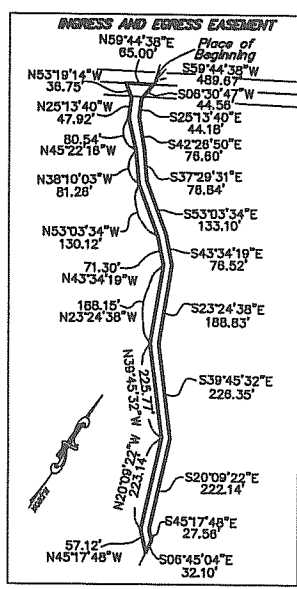 INGRESS AND EGRESS EASEMENT
N59°44'38"E
65.00'
Place of
Beginning
N53°19'14"W
36.75'
S59°44'38"W
489.67'
S06°30'47"W
44.56'
N25°13'40"W
47.92'
S25°13'40"E
44.18'
80.54'
N45°22'16"W
S42°26'50"E
76.60'
N38°10'03"W
81.26'
S37°29'31"E
76.64'
S53°03'34"E
133.10'
N53°03'34"W
130.12'
S43°34'19"E
76.52'
71.30'
N43°34'19"W
188.15'
N23°24'38"W
S23°24'38"E
188.83'
N39°45'32"W
225.77'
S39°45'32"E
226.35'
N20°09'22"W
223.14'
S20°09'22"E
222.14'
S45°17'48"E
27.56'
57.12'
N45°17'48"W
S06°45'04"E
32.10'
NORTH